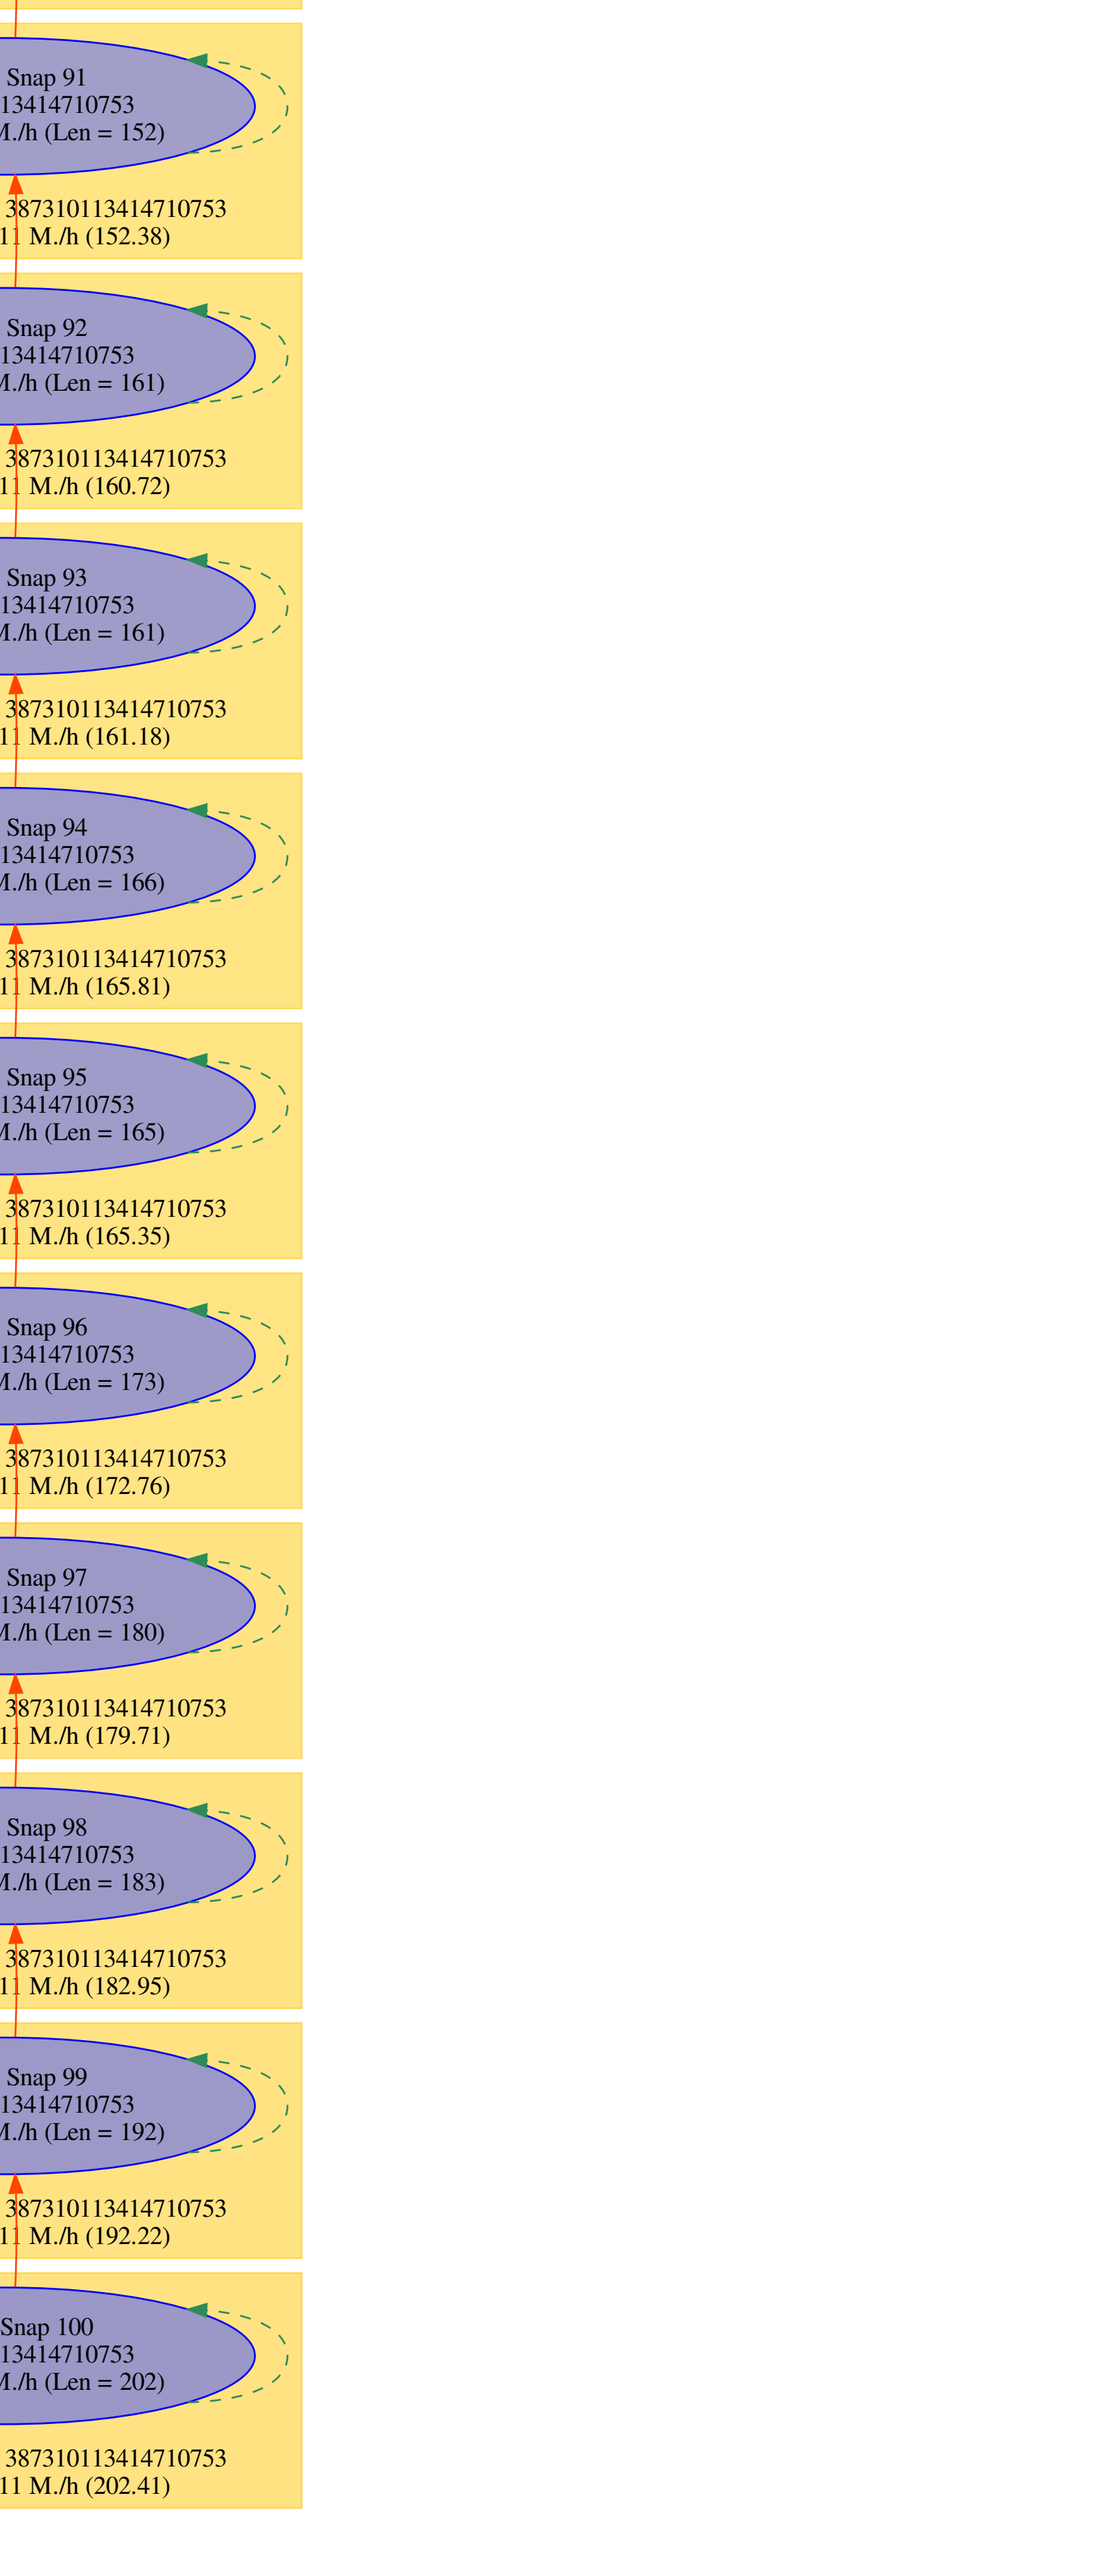 Snap 91
13414710753
M./h (Len = 152)
387310113414710753
11 M./h (152.38)
Snap 92
13414710753
M./h (Len = 161)
387310113414710753
11 M./h (160.72)
Snap 93
13414710753
M./h (Len = 161)
387310113414710753
11 M./h (161.18)
Snap 94
13414710753
M./h (Len = 166)
387310113414710753
11 M./h (165.81)
Snap 95
13414710753
M./h (Len = 165)
387310113414710753
11 M./h (165.35)
Snap 96
13414710753
M./h (Len = 173)
387310113414710753
11 M./h (172.76)
Snap 97
13414710753
M./h (Len = 180)
387310113414710753
11 M./h (179.71)
Snap 98
13414710753
M./h (Len = 183)
387310113414710753
11 M./h (182.95)
Snap 99
13414710753
M./h (Len = 192)
387310113414710753
11 M./h (192.22)
Snap 100
13414710753
M./h (Len = 202)
387310113414710753
11 M./h (202.41)